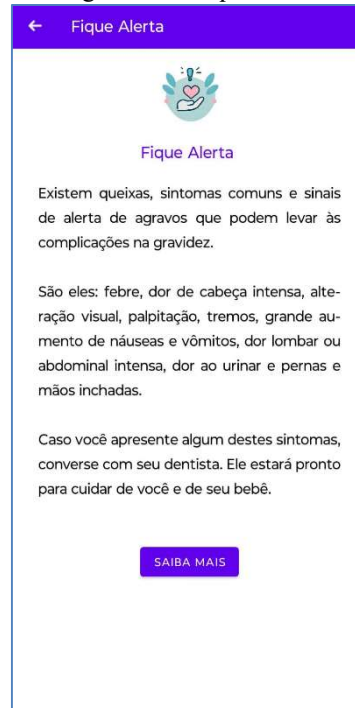 Fique Alerta
Fique Alerta
Existem queixas, sintomas comuns e sinais
de alerta de agravos que podem levar às
complicações na gravidez.
São eles: febre, dor de cabeça intensa, alte-
ração visual, palpitação, tremos, grande au-
mento de náuseas e vômitos, dor lombar ou
abdominal intensa, dor ao urinar e pernas e
mãos inchadas.
Caso você apresente algum destes sintomas,
converse com seu dentista. Ele estará pronto
para cuidar de você e de seu bebê.
SAIBA MAIS